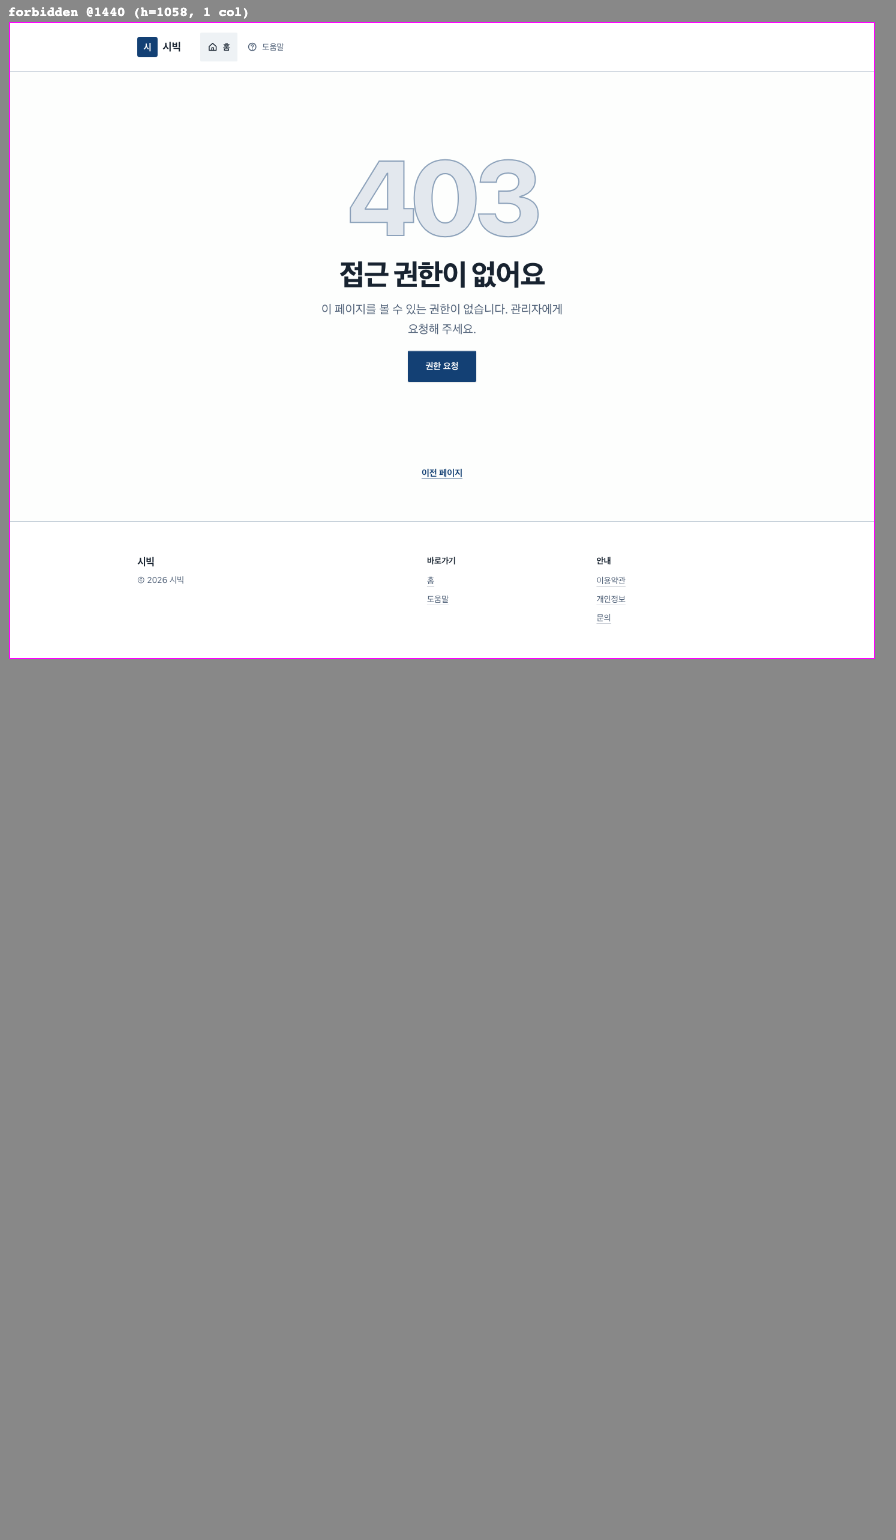 forbidden @1440 (h=1058, 1 col)
시 시빅 홈 도움말
403
접근 권한이 없어요
이 페이지를 볼 수 있는 권한이 없습니다. 관리자에게
요청해 주세요.
권한 요청
이전 페이지
시빅
© 2026 시빅
바로가기
홈
도움말
안내
이용약관
개인정보
문의